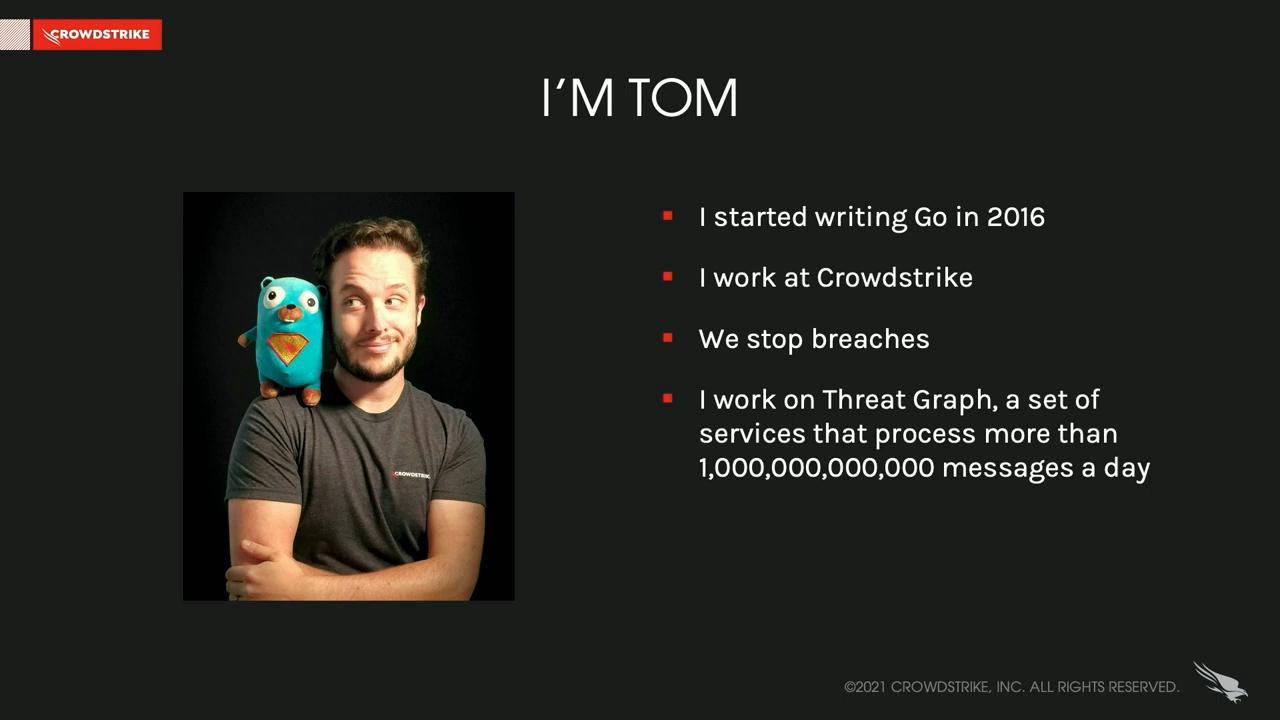 CROWDSTRIKE
I’M TOM
I started writing Go in 2016
I work at Crowdstrike
We stop breaches
I work on Threat Graph, a set of
services that process more than
1,000,000,000,000 messages a day
CROWDSTRIKE
©2021 CROWDSTRIKE, INC. ALL RIGHTS RESERVED.